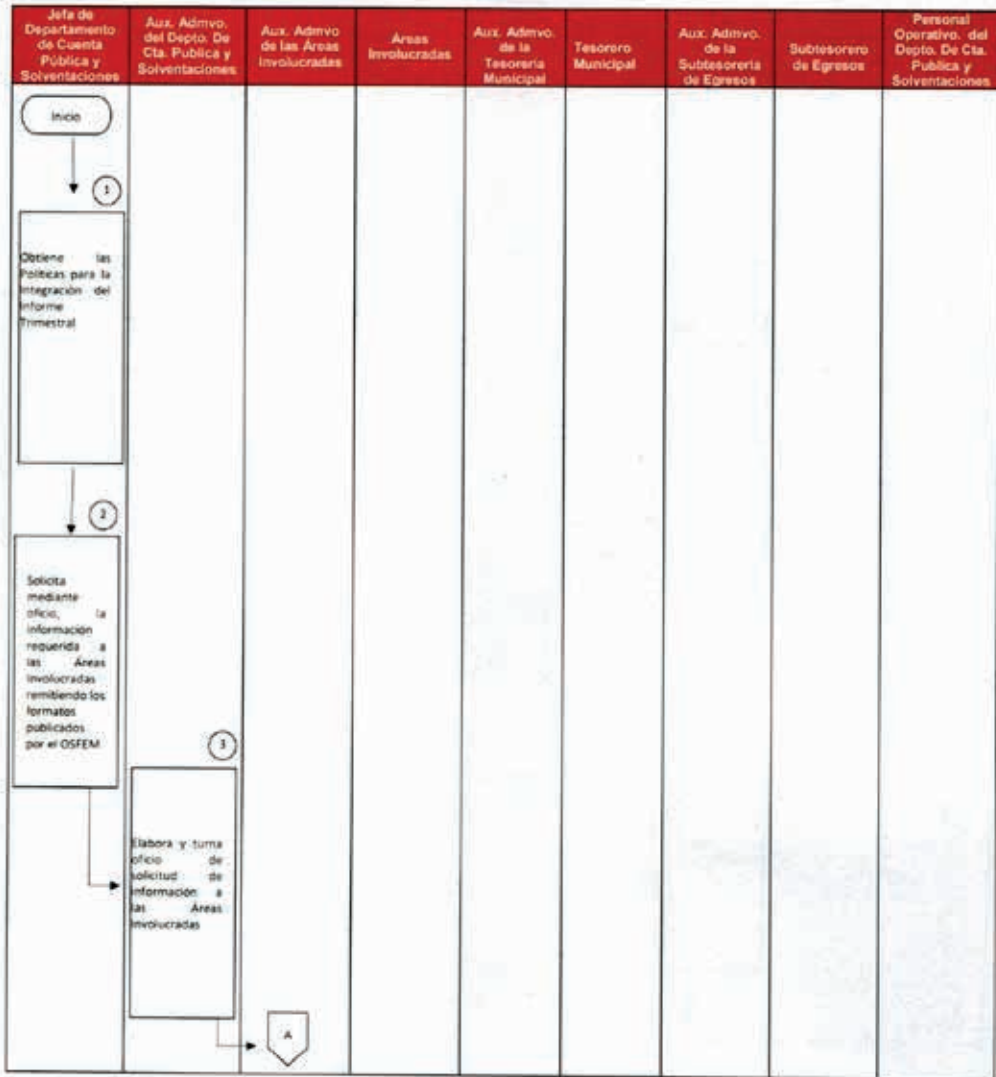 Jefa de
Departamento
de Cuenta
Pública y
Solventaciones
Aux. Admvo.
del Depto. De
Cta. Publica y
Solventaciones
Aux. Admvo
de las Áreas
Involucradas
Areas
Involucradas
Aux. Admvo.
de la
Tesoreria
Municipal
Tesorero
Municipal
Aux. Admvo.
de la
Subtesoreria
de Egresos
Subtesorero
de Egresos
Personal
Operativo. del
Depto. De Cta.
Publica y
Solventaciones
Inicio
1
Obtiene las
Políticas para la
Integración del
Informe
Trimestral
2
Solicita
mediante
oficio, la
información
requerida a
las Áreas
Involucradas
remitiendo los
formatos
publicados
por el OSFEM
3
Elabora y turna
oficio de
solicitud de
información a
las Áreas
Involucradas
A